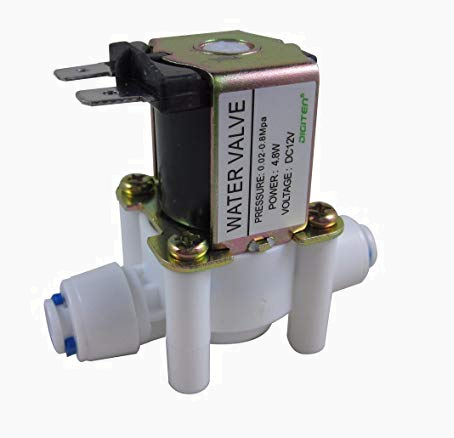 WATER VALVE
PRESSURE: 0.02-0.8Mpa
POWER: 4.8W
VOLTAGE: DC12V
DIGITEN®